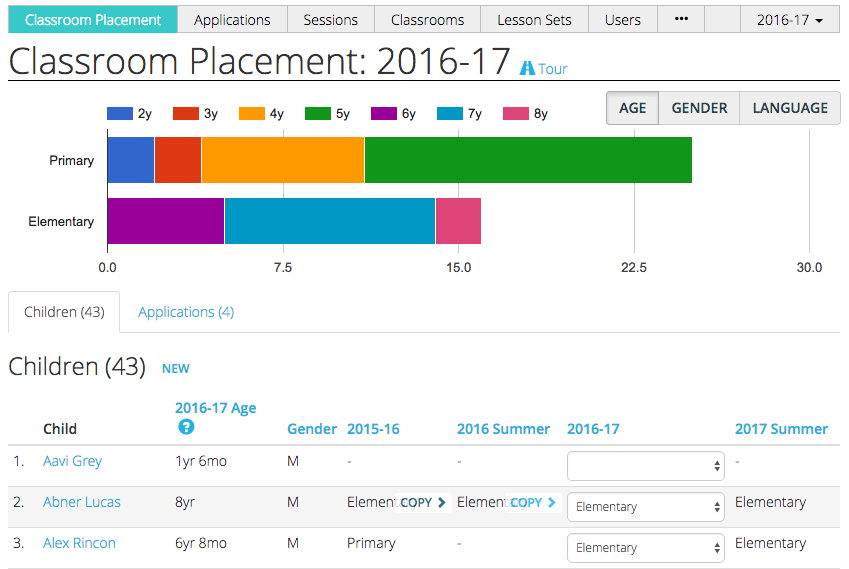 Classroom Placement Applications Sessions Classrooms Lesson Sets Users ••• 2016-17
Classroom Placement: 2016-17 Tour
2y 3y 4y 5y 6y 7y 8y AGE GENDER LANGUAGE
Primary
Elementary
0.0 7.5 15.0 22.5 30.0
Children (43) Applications (4)
Children (43) NEW
Child 2016-17 Age ? Gender 2015-16 2016 Summer 2016-17 2017 Summer
1. Aavi Grey 1yr 6mo M - - -
2. Abner Lucas 8yr M Elementary COPY Elementary COPY Elementary Elementary
3. Alex Rincon 6yr 8mo M Primary - Elementary Elementary